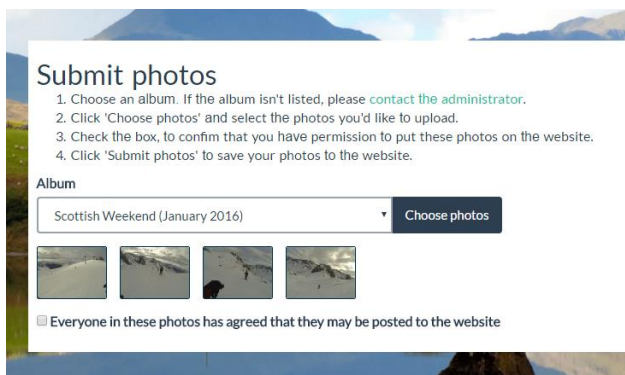 Submit photos
1. Choose an album. If the album isn't listed, please contact the administrator.
2. Click 'Choose photos' and select the photos you'd like to upload.
3. Check the box, to confim that you have permission to put these photos on the website.
4. Click 'Submit photos' to save your photos to the website.
Album
Scottish Weekend (January 2016)
Choose photos
Everyone in these photos has agreed that they may be posted to the website